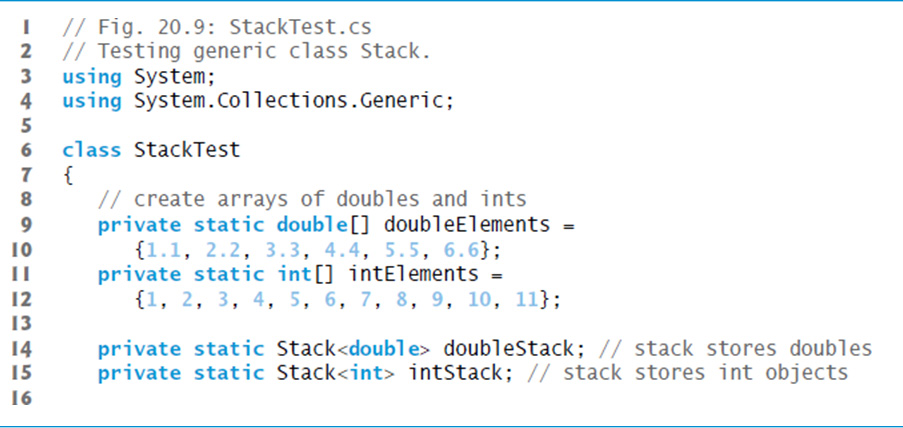 1 // Fig. 20.9: StackTest.cs
2 // Testing generic class Stack.
3 using System;
4 using System.Collections.Generic;
5
6 class StackTest
7 {
8 // create arrays of doubles and ints
9 private static double[] doubleElements =
10 {1.1, 2.2, 3.3, 4.4, 5.5, 6.6};
11 private static int[] intElements =
12 {1, 2, 3, 4, 5, 6, 7, 8, 9, 10, 11};
13
14 private static Stack<double> doubleStack; // stack stores doubles
15 private static Stack<int> intStack; // stack stores int objects
16